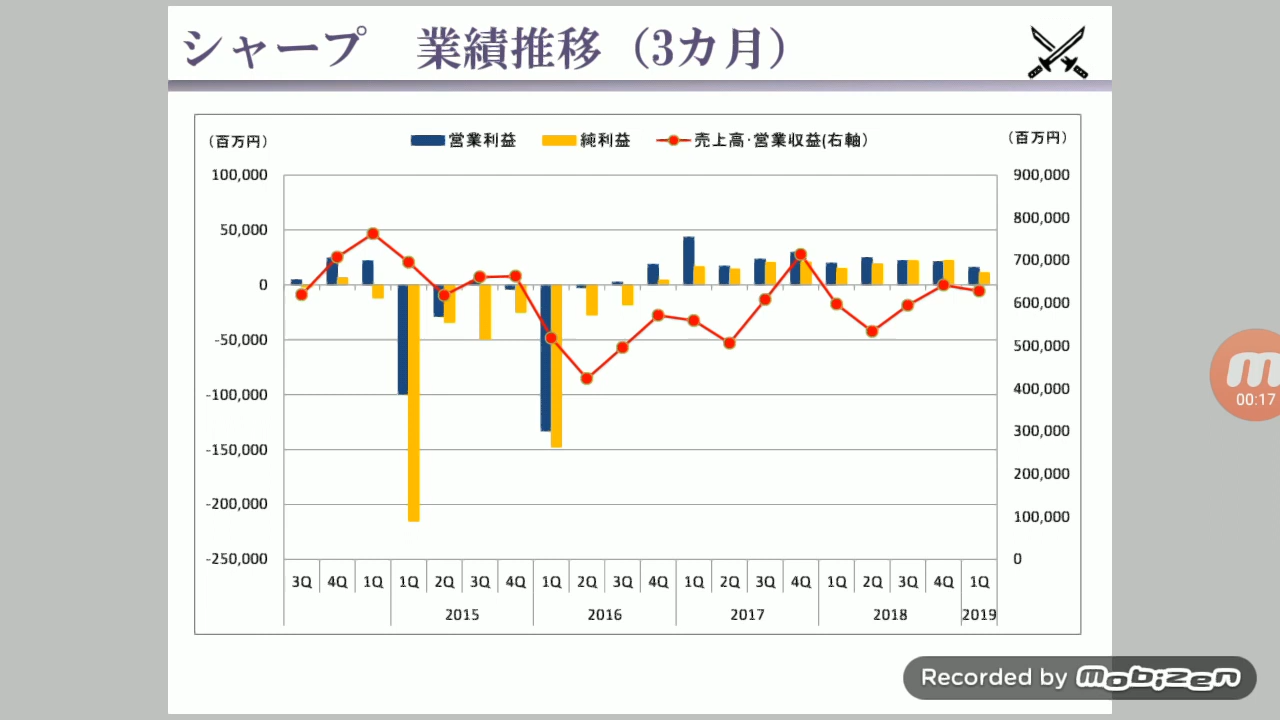 シャープ 業績推移（3カ月）
（百万円） 営業利益 純利益 売上高･営業収益(右軸) （百万円）
100,000 900,000
50,000 800,000
0 700,000
-50,000 600,000
-100,000 500,000
-150,000 400,000
-200,000 300,000
-250,000 200,000
100,000
0
3Q 4Q 1Q 1Q 2Q 3Q 4Q 1Q 2Q 3Q 4Q 1Q 2Q 3Q 4Q 1Q 2Q 3Q 4Q 1Q
2015 2016 2017 2018 2019
00:17
Recorded by mobizen